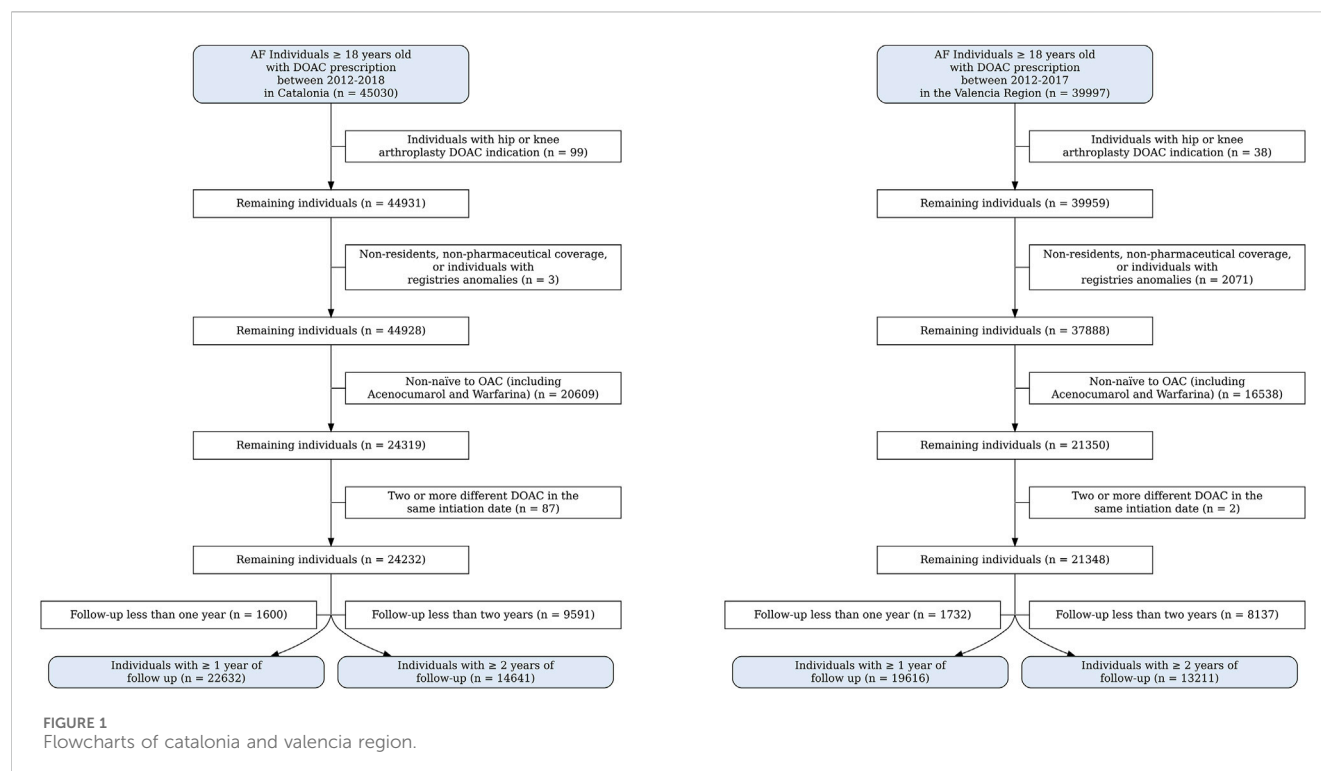 AF Individuals ≥ 18 years old
with DOAC prescription
between 2012-2018
in Catalonia (n = 45030)
Individuals with hip or knee
arthroplasty DOAC indication (n = 99)
Remaining individuals (n = 44931)
Non-residents, non-pharmaceutical coverage,
or individuals with
registries anomalies (n = 3)
Remaining individuals (n = 44928)
Non-naïve to OAC (including
Acenocumarol and Warfarina) (n = 20609)
Remaining individuals (n = 24319)
Two or more different DOAC in the
same intiation date (n = 87)
Remaining individuals (n = 24232)
Follow-up less than one year (n = 1600)
Follow-up less than two years (n = 9591)
Individuals with ≥ 1 year of
follow up (n = 22632)
Individuals with ≥ 2 years of
follow-up (n = 14641)
AF Individuals ≥ 18 years old
with DOAC prescription
between 2012-2017
in the Valencia Region (n = 39997)
Individuals with hip or knee
arthroplasty DOAC indication (n = 38)
Remaining individuals (n = 39959)
Non-residents, non-pharmaceutical coverage,
or individuals with
registries anomalies (n = 2071)
Remaining individuals (n = 37888)
Non-naïve to OAC (including
Acenocumarol and Warfarina) (n = 16538)
Remaining individuals (n = 21350)
Two or more different DOAC in the
same intiation date (n = 2)
Remaining individuals (n = 21348)
Follow-up less than one year (n = 1732)
Follow-up less than two years (n = 8137)
Individuals with ≥ 1 year of
follow up (n = 19616)
Individuals with ≥ 2 years of
follow-up (n = 13211)
FIGURE 1
Flowcharts of catalonia and valencia region.